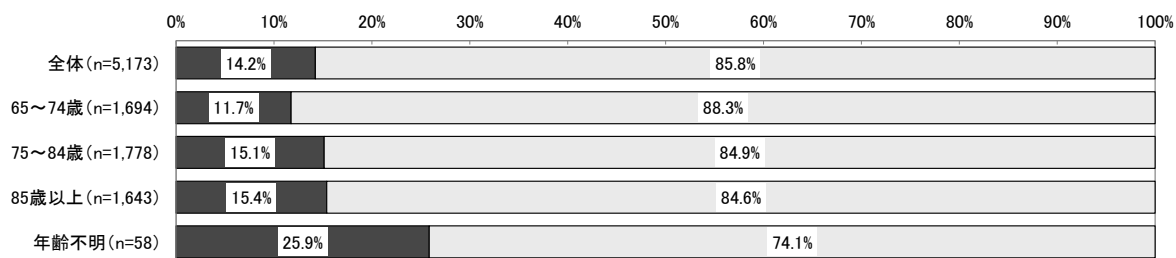 0% 10% 20% 30% 40% 50% 60% 70% 80% 90% 100%
全体(n=5,173) 14.2% 85.8%
65～74歳(n=1,694) 11.7% 88.3%
75～84歳(n=1,778) 15.1% 84.9%
85歳以上(n=1,643) 15.4% 84.6%
年齢不明(n=58) 25.9% 74.1%